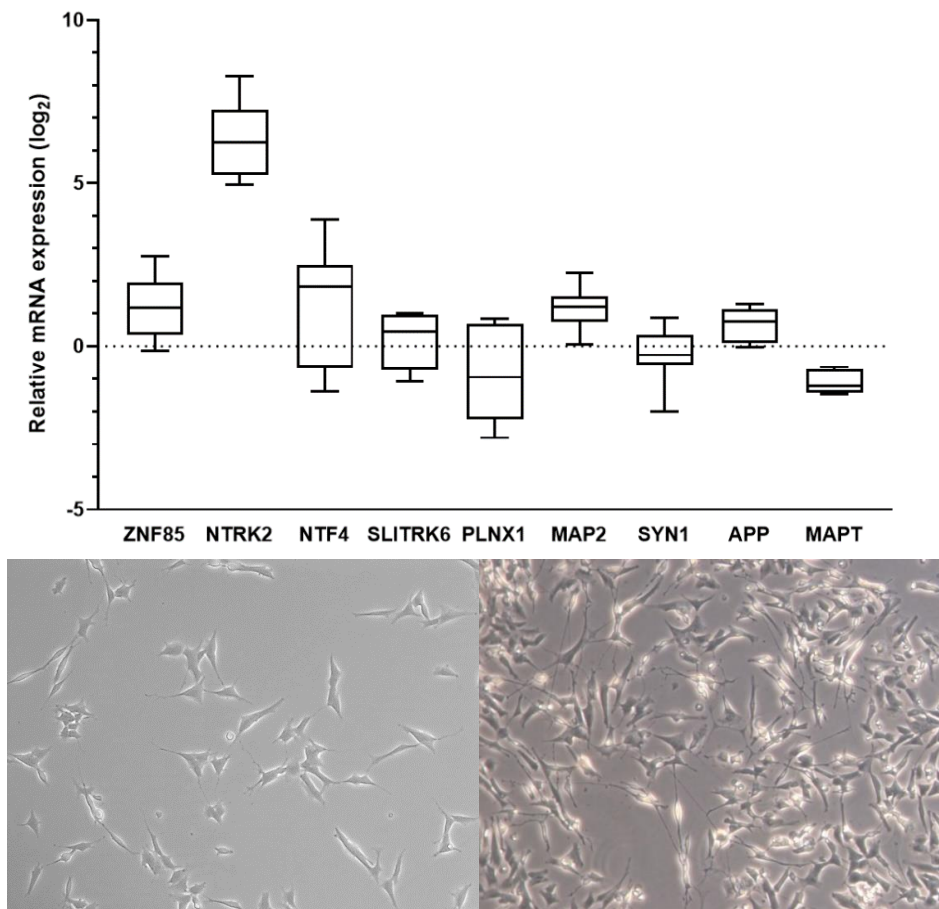 10
5
0
-5
Relative mRNA expression (log₂)
ZNF85 NTRK2 NTF4 SLITRK6 PLNX1 MAP2 SYN1 APP MAPT